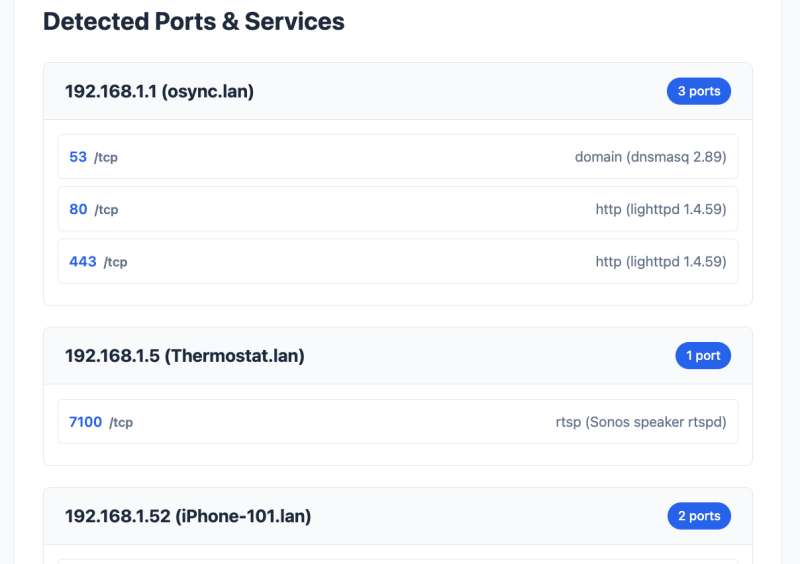 Detected Ports & Services
192.168.1.1 (osync.lan)
3 ports
53 /tcp
domain (dnsmasq 2.89)
80 /tcp
http (lighttpd 1.4.59)
443 /tcp
http (lighttpd 1.4.59)
192.168.1.5 (Thermostat.lan)
1 port
7100 /tcp
rtsp (Sonos speaker rtspd)
192.168.1.52 (iPhone-101.lan)
2 ports